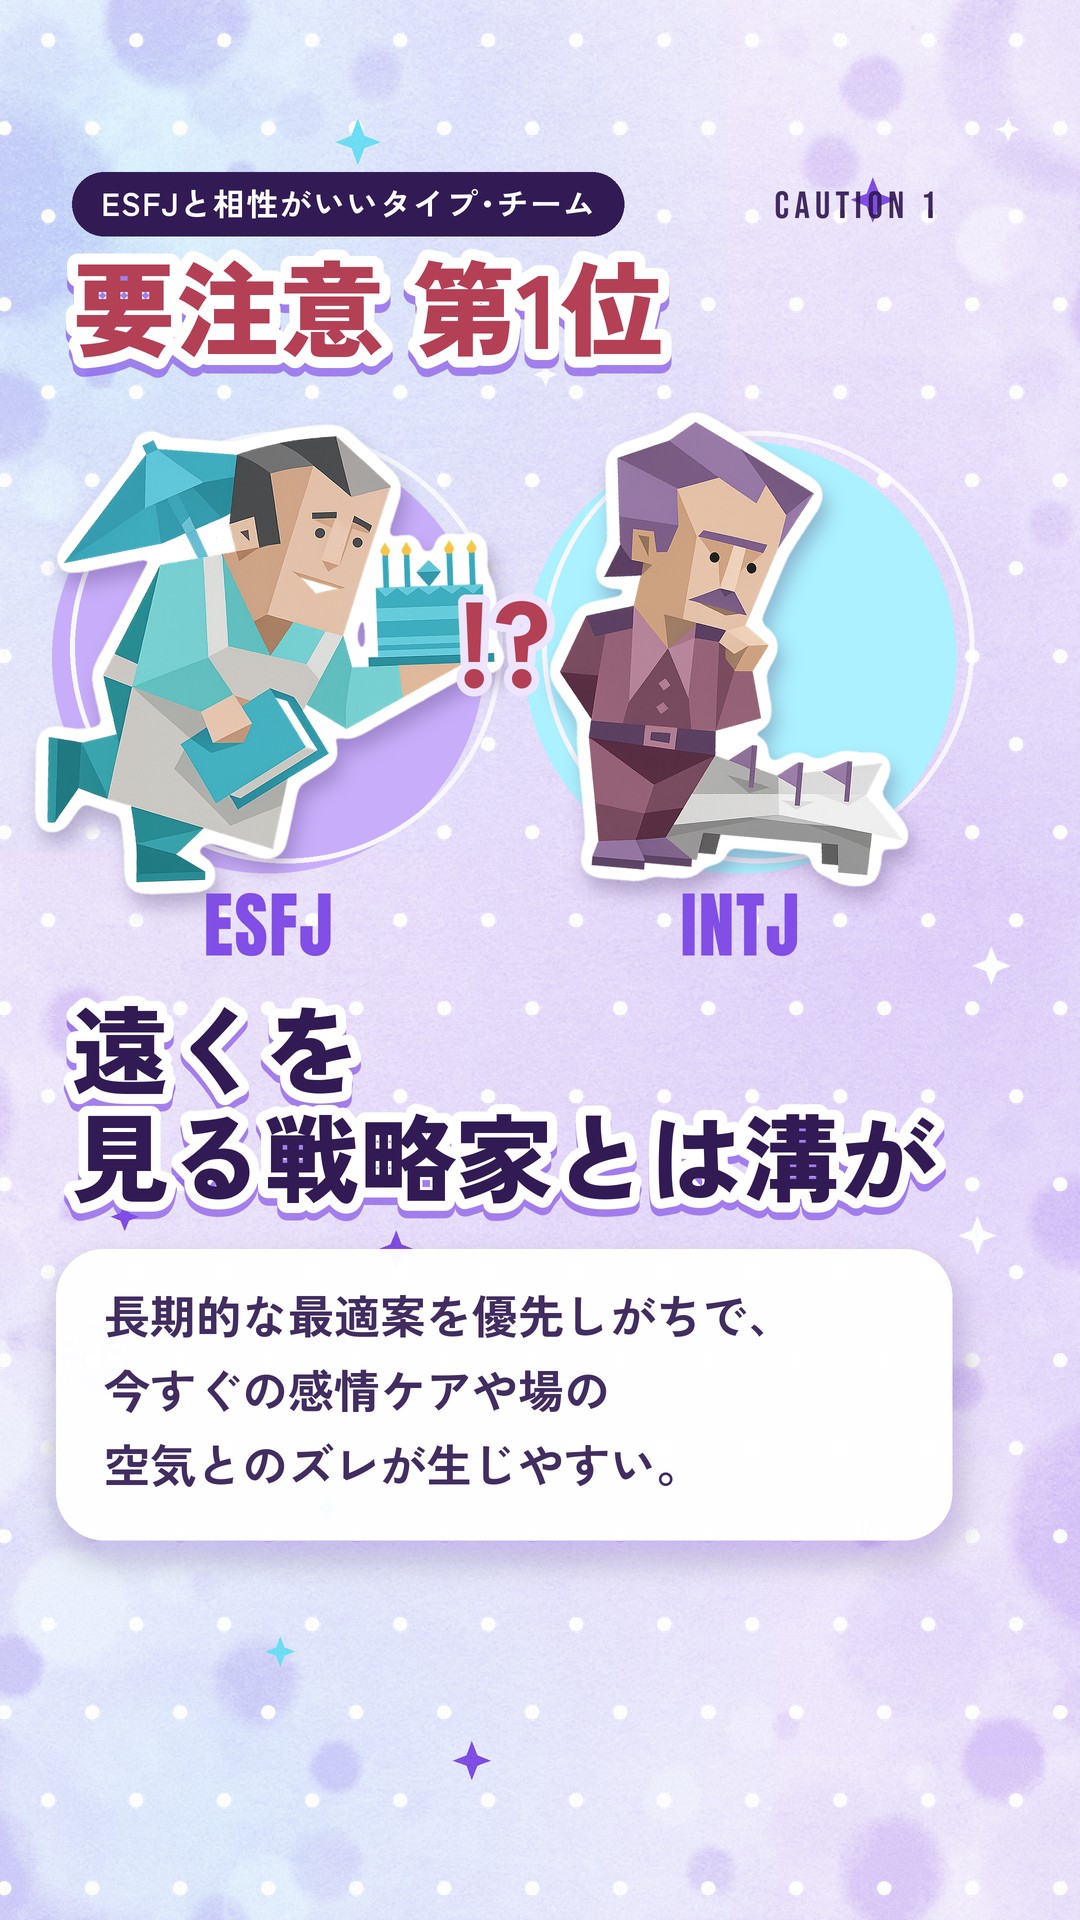 ESFJと相性がいいタイプ・チーム
CAUTION 1
要注意 第1位
!?
ESFJ
INTJ
遠くを
見る戦略家とは溝が
長期的な最適案を優先しがちで、
今すぐの感情ケアや場の
空気とのズレが生じやすい。